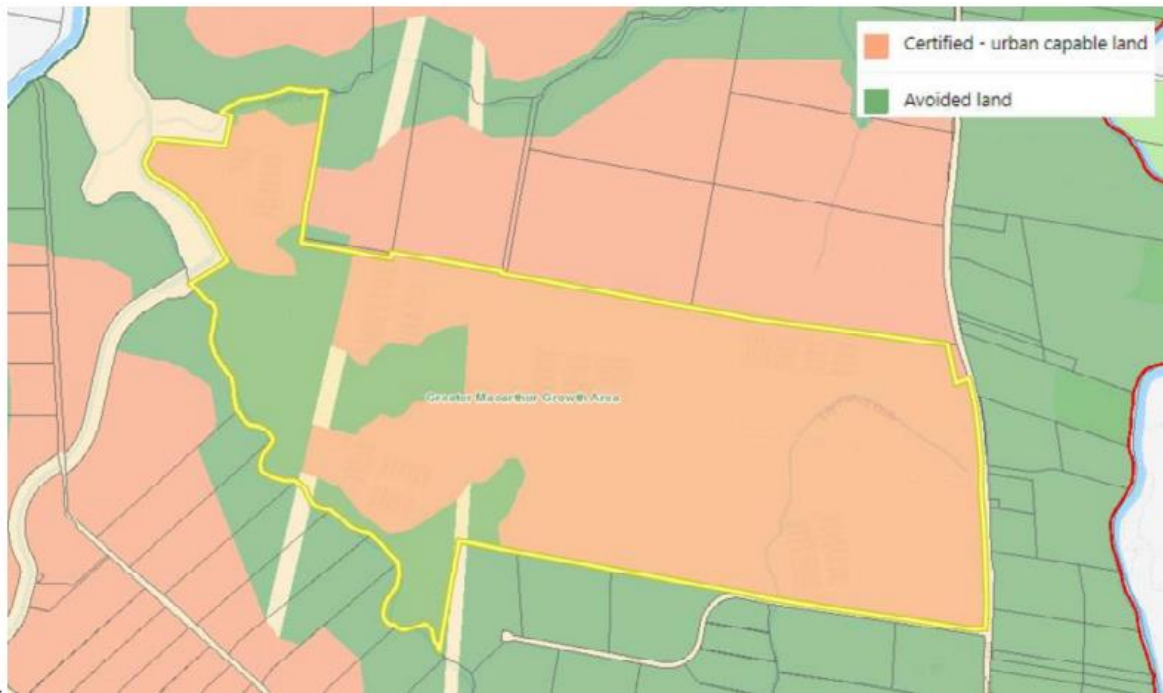 Certified - urban capable land
Avoided land
Greater Macarthur Growth Area